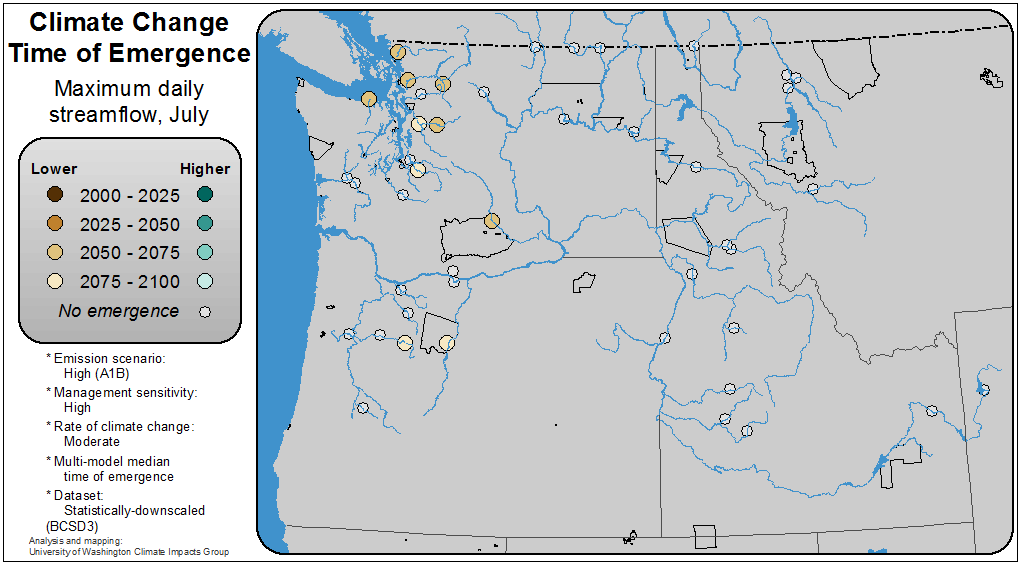 Climate Change
Time of Emergence
Maximum daily
streamflow, July
Lower Higher
2000 - 2025
2025 - 2050
2050 - 2075
2075 - 2100
No emergence
* Emission scenario:
High (A1B)
* Management sensitivity:
High
* Rate of climate change:
Moderate
* Multi-model median
time of emergence
* Dataset:
Statistically-downscaled
(BCSD3)
Analysis and mapping:
University of Washington Climate Impacts Group